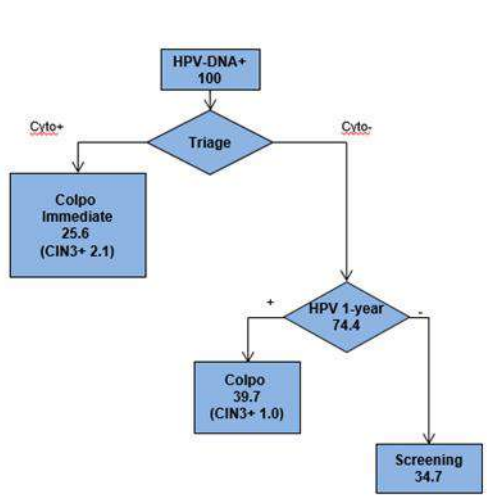 HPV-DNA+
100
Cyto+
Cyto-
Triage
Colpo
Immediate
25.6
(CIN3+ 2.1)
+
HPV 1-year
-
74.4
Colpo
39.7
(CIN3+ 1.0)
Screening
34.7